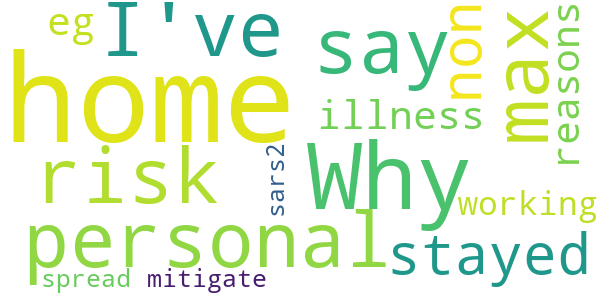 eg I've say non max reasons
home illness
risk sars2 Why working
personal stayed
spread mitigate